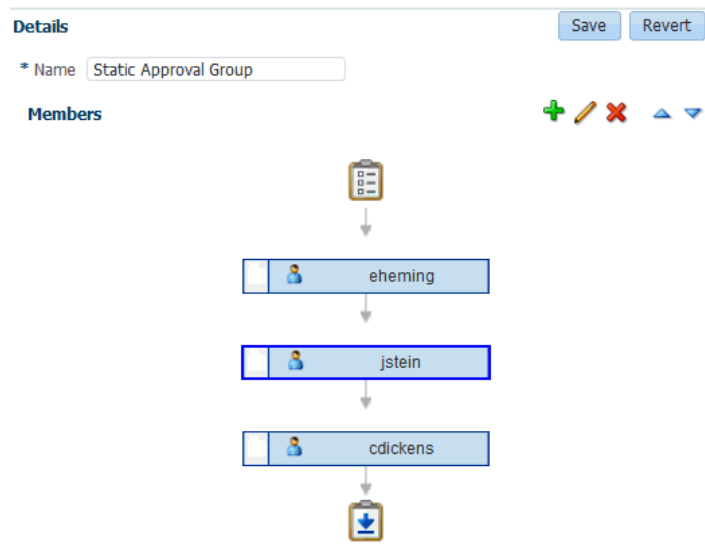 Details
Save
Revert
* Name
Static Approval Group
Members
eheming
jstein
cdickens